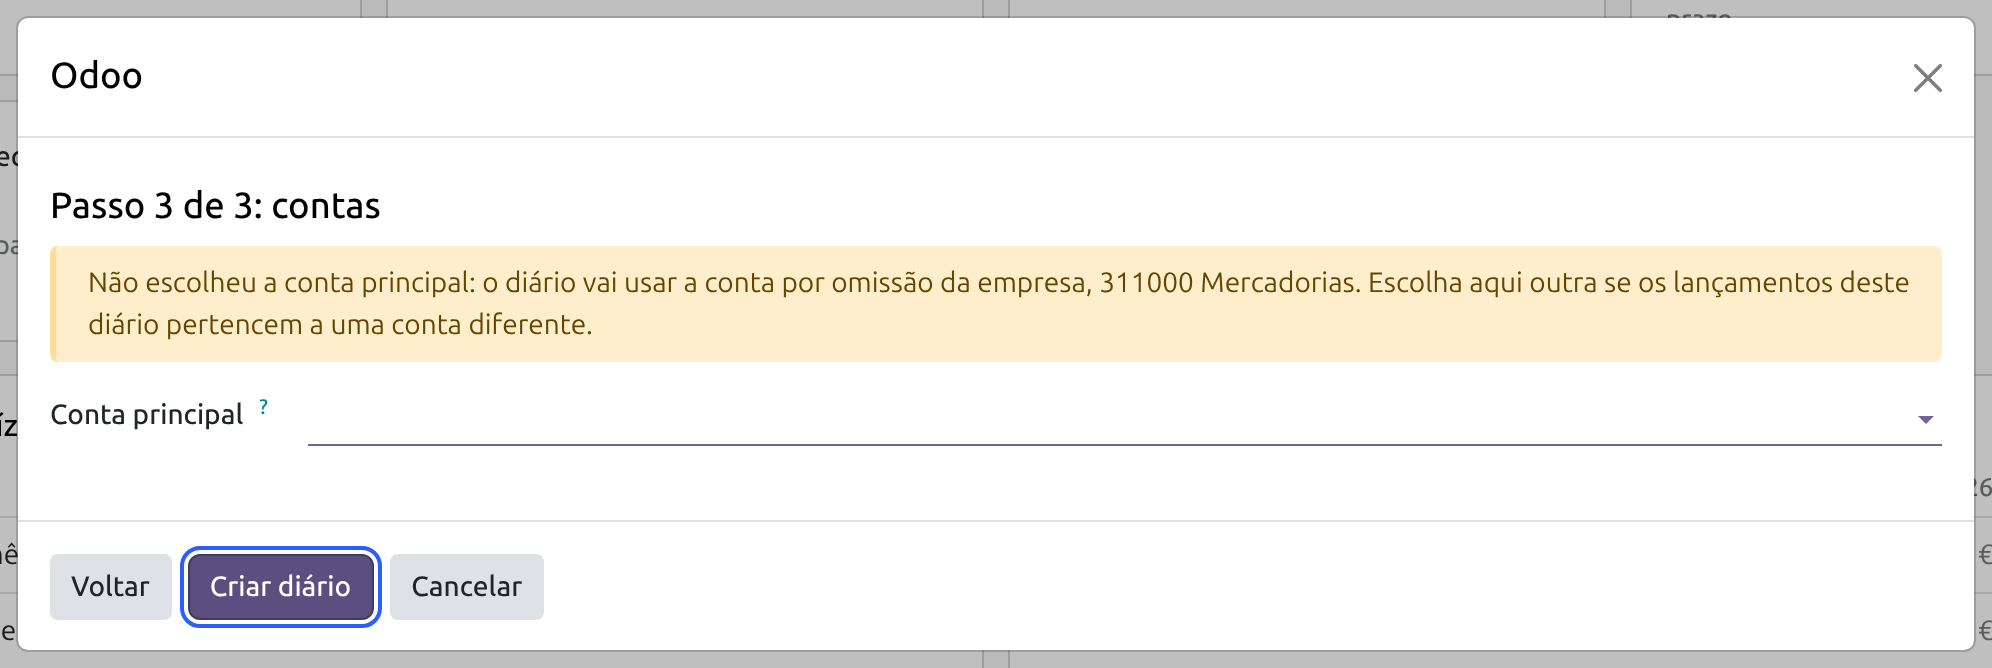 Odoo
Passo 3 de 3: contas
Não escolheu a conta principal: o diário vai usar a conta por omissão da empresa, 311000 Mercadorias. Escolha aqui outra se os lançamentos deste
diário pertencem a uma conta diferente.
Conta principal ?
Voltar
Criar diário
Cancelar